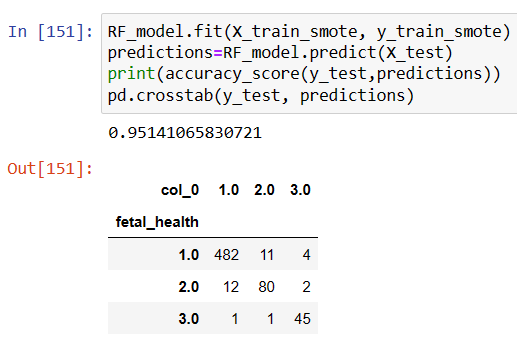 In [151]: RF_model.fit(X_train_smote, y_train_smote)
predictions=RF_model.predict(X_test)
print(accuracy_score(y_test,predictions))
pd.crosstab(y_test, predictions)
0.95141065830721
Out[151]:
col_0 1.0 2.0 3.0
fetal_health
1.0 482 11 4
2.0 12 80 2
3.0 1 1 45